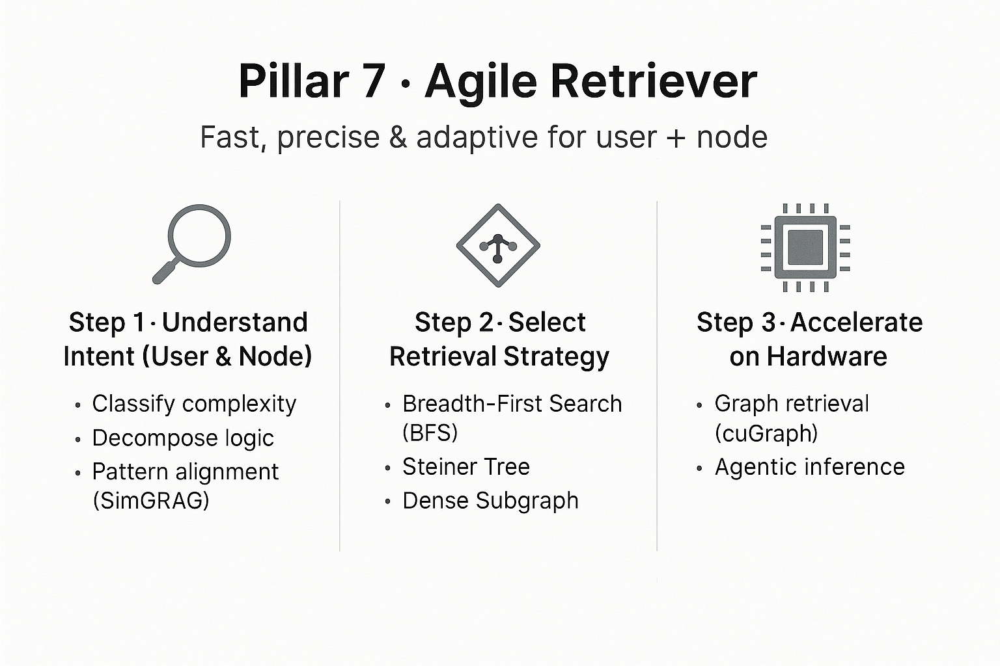 Pillar 7 · Agile Retriever
Fast, precise & adaptive for user + node
Step 1 · Understand
Intent (User & Node)
• Classify complexity
• Decompose logic
• Pattern alignment
(SimGRAG)
Step 2 · Select
Retrieval Strategy
• Breadth-First Search
(BFS)
• Steiner Tree
• Dense Subgraph
Step 3 · Accelerate
on Hardware
• Graph retrieval
(cuGraph)
• Agentic inference